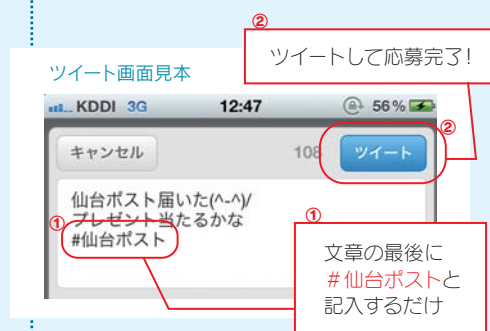 ②
ツイートして応募完了!
ツイート画面見本
KDDI 3G 12:47 56%
②
キャンセル 108 ツイート
仙台ポスト届いた(^-^)/
プレゼント当たるかな
① #仙台ポスト
①
文章の最後に
#仙台ポストと
記入するだけ